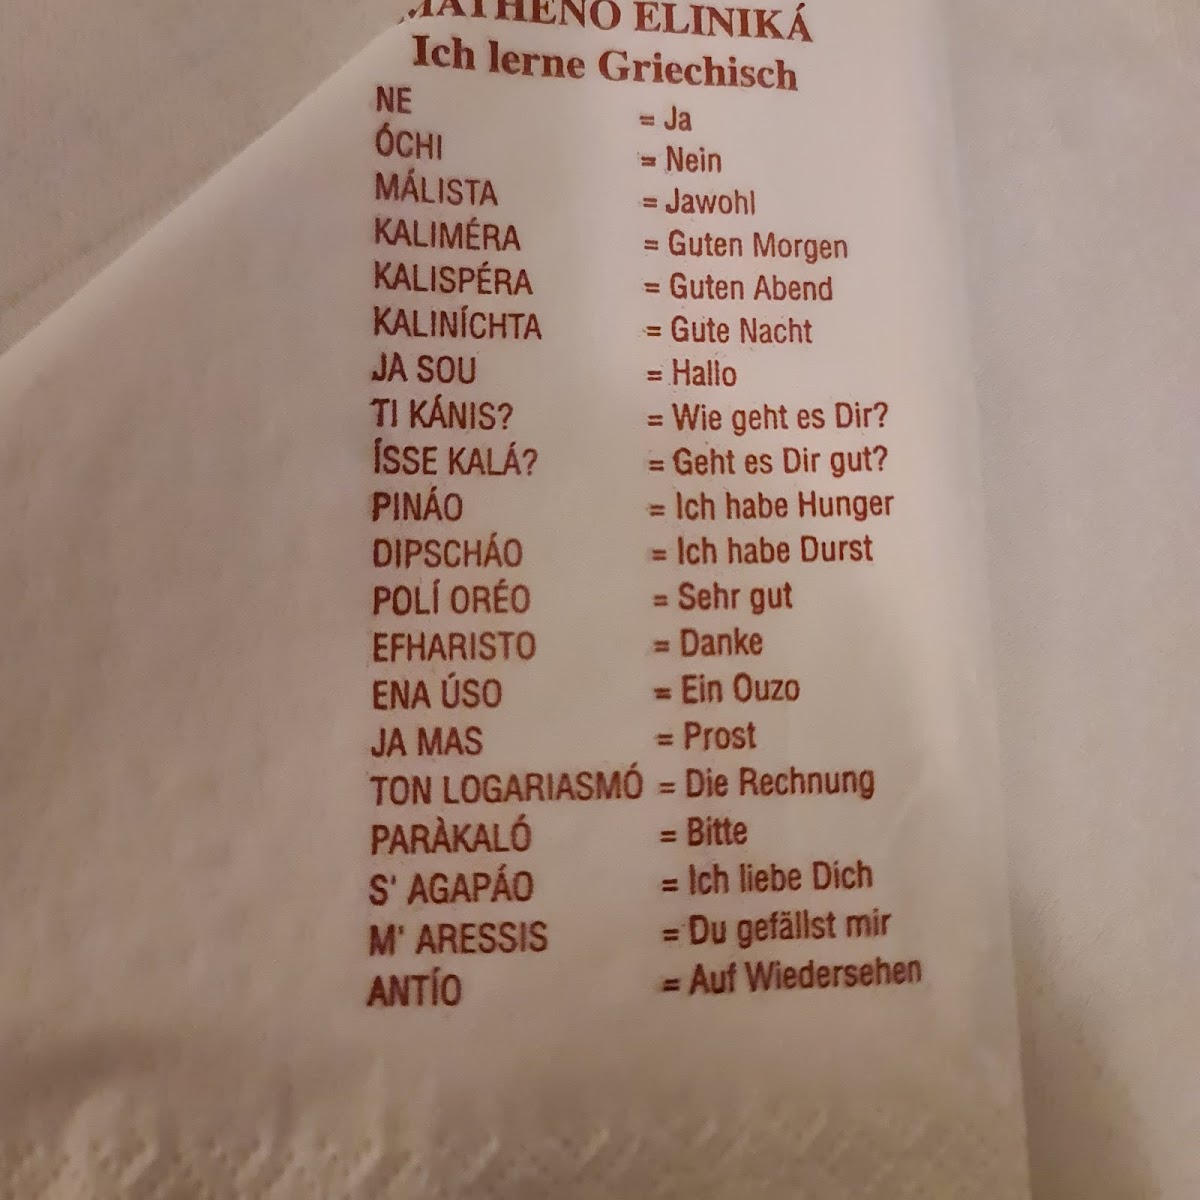 MATHENO ELINIKÁ
Ich lerne Griechisch
NE = Ja
ÓCHI = Nein
MÁLISTA = Jawohl
KALIMÉRA = Guten Morgen
KALISPÉRA = Guten Abend
KALINÍCHTA = Gute Nacht
JA SOU = Hallo
TI KÁNIS? = Wie geht es Dir?
ÍSSE KALÁ? = Geht es Dir gut?
PINÁO = Ich habe Hunger
DIPSCHÁO = Ich habe Durst
POLÍ ORÉO = Sehr gut
EFHARISTO = Danke
ENA ÚSO = Ein Ouzo
JA MAS = Prost
TON LOGARIASMÓ = Die Rechnung
PARÀKALÓ = Bitte
S' AGAPÁO = Ich liebe Dich
M' ARESSIS = Du gefällst mir
ANTÍO = Auf Wiedersehen